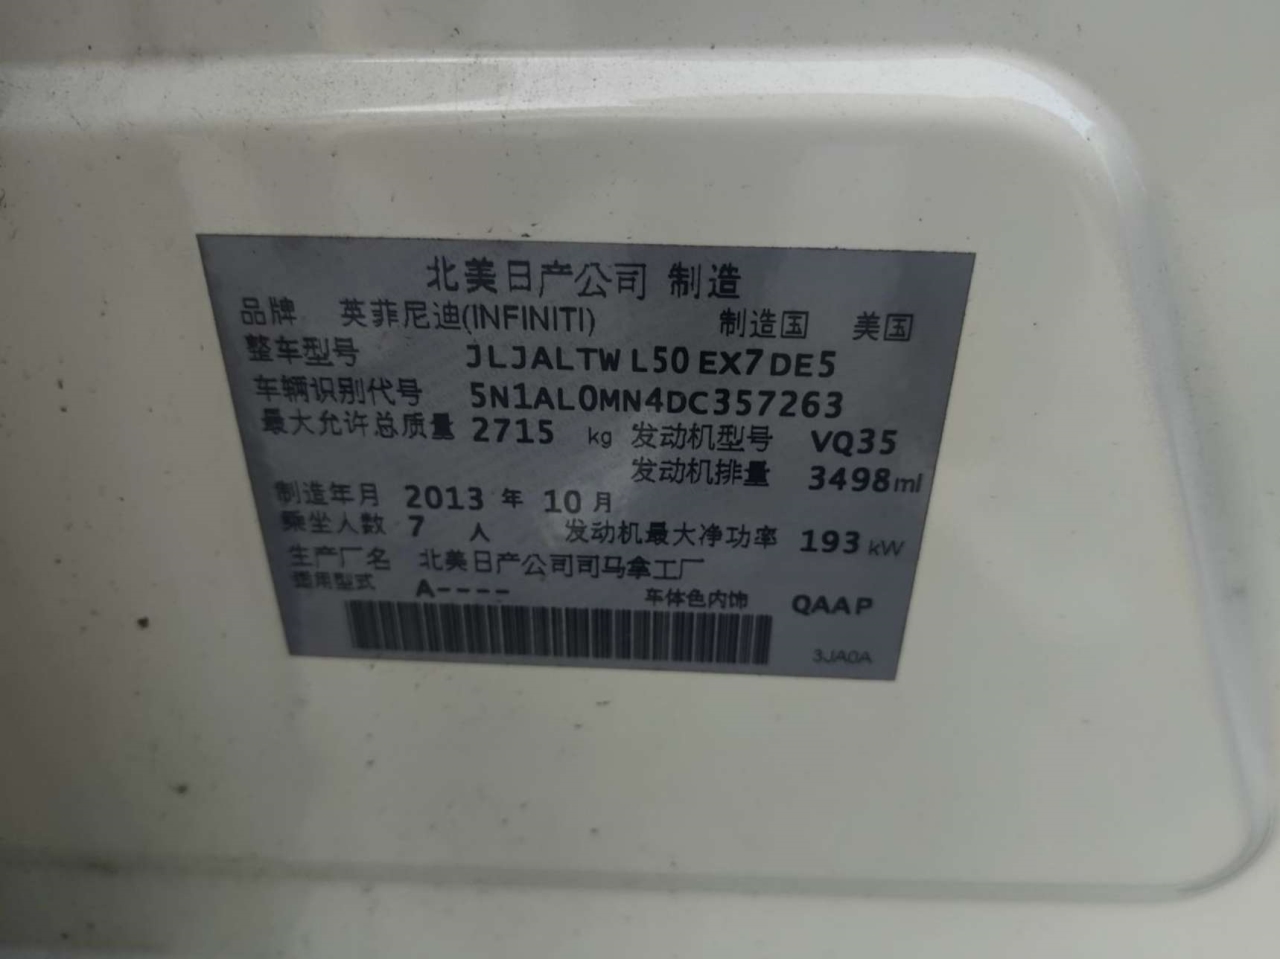 北美日产公司 制造
品牌 英菲尼迪(INFINITI) 制造国 美国
整车型号 JLJALTWL50EX7DE5
车辆识别代号 5N1AL0MN4DC357263
最大允许总质量 2715 kg 发动机型号 VQ35
发动机排量 3498ml
制造年月 2013 年 10 月
乘坐人数 7 人 发动机最大净功率 193 kW
生产厂名 北美日产公司司马拿工厂
适用型式 A---- 车体色内饰 QAAP
3JA0A